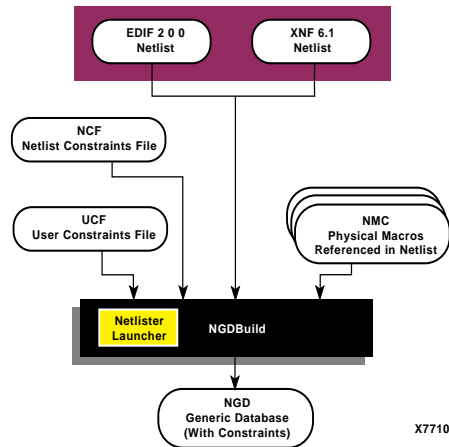 EDIF 2 0 0
Netlist
XNF 6.1
Netlist
NCF
Netlist Constraints File
UCF
User Constraints File
NMC
Physical Macros
Referenced in Netlist
Netlister
Launcher
NGDBuild
NGD
Generic Database
(With Constraints)
X7710